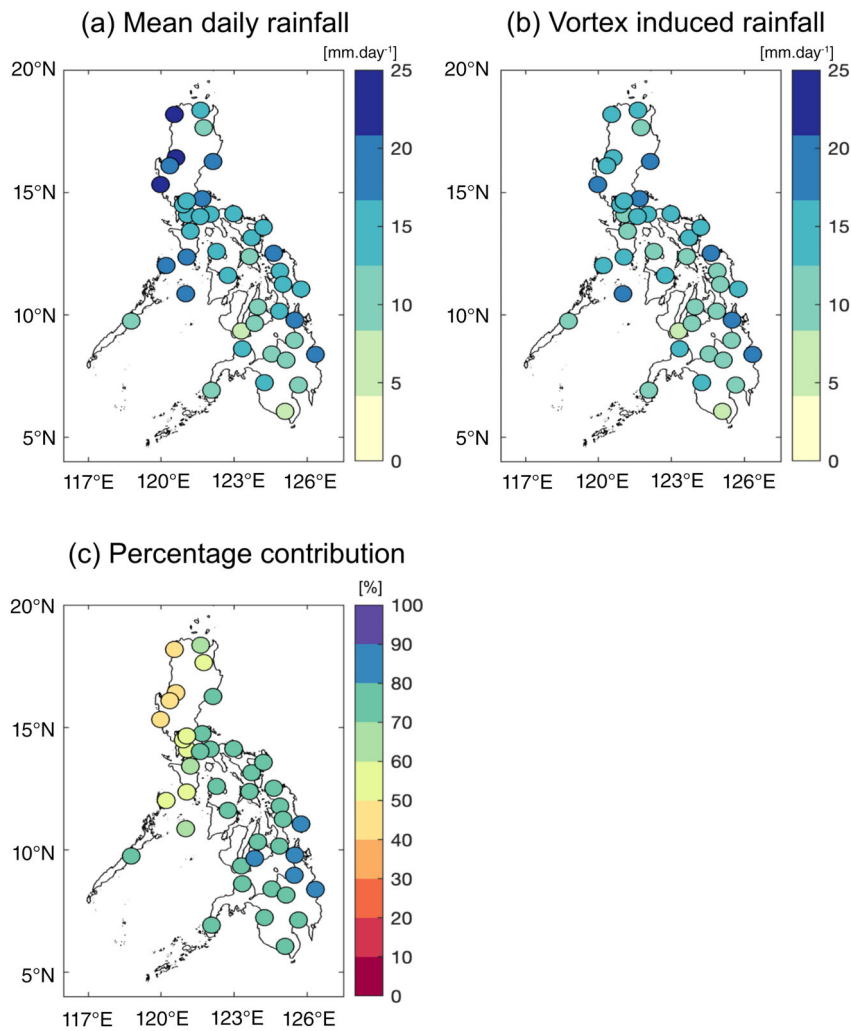 (a) Mean daily rainfall
[mm.day⁻¹]
20°N
15°N
10°N
5°N
117°E 120°E 123°E 126°E
25
20
15
10
5
0
(b) Vortex induced rainfall
[mm.day⁻¹]
20°N
15°N
10°N
5°N
117°E 120°E 123°E 126°E
25
20
15
10
5
0
(c) Percentage contribution
[%]
20°N
15°N
10°N
5°N
117°E 120°E 123°E 126°E
100
90
80
70
60
50
40
30
20
10
0